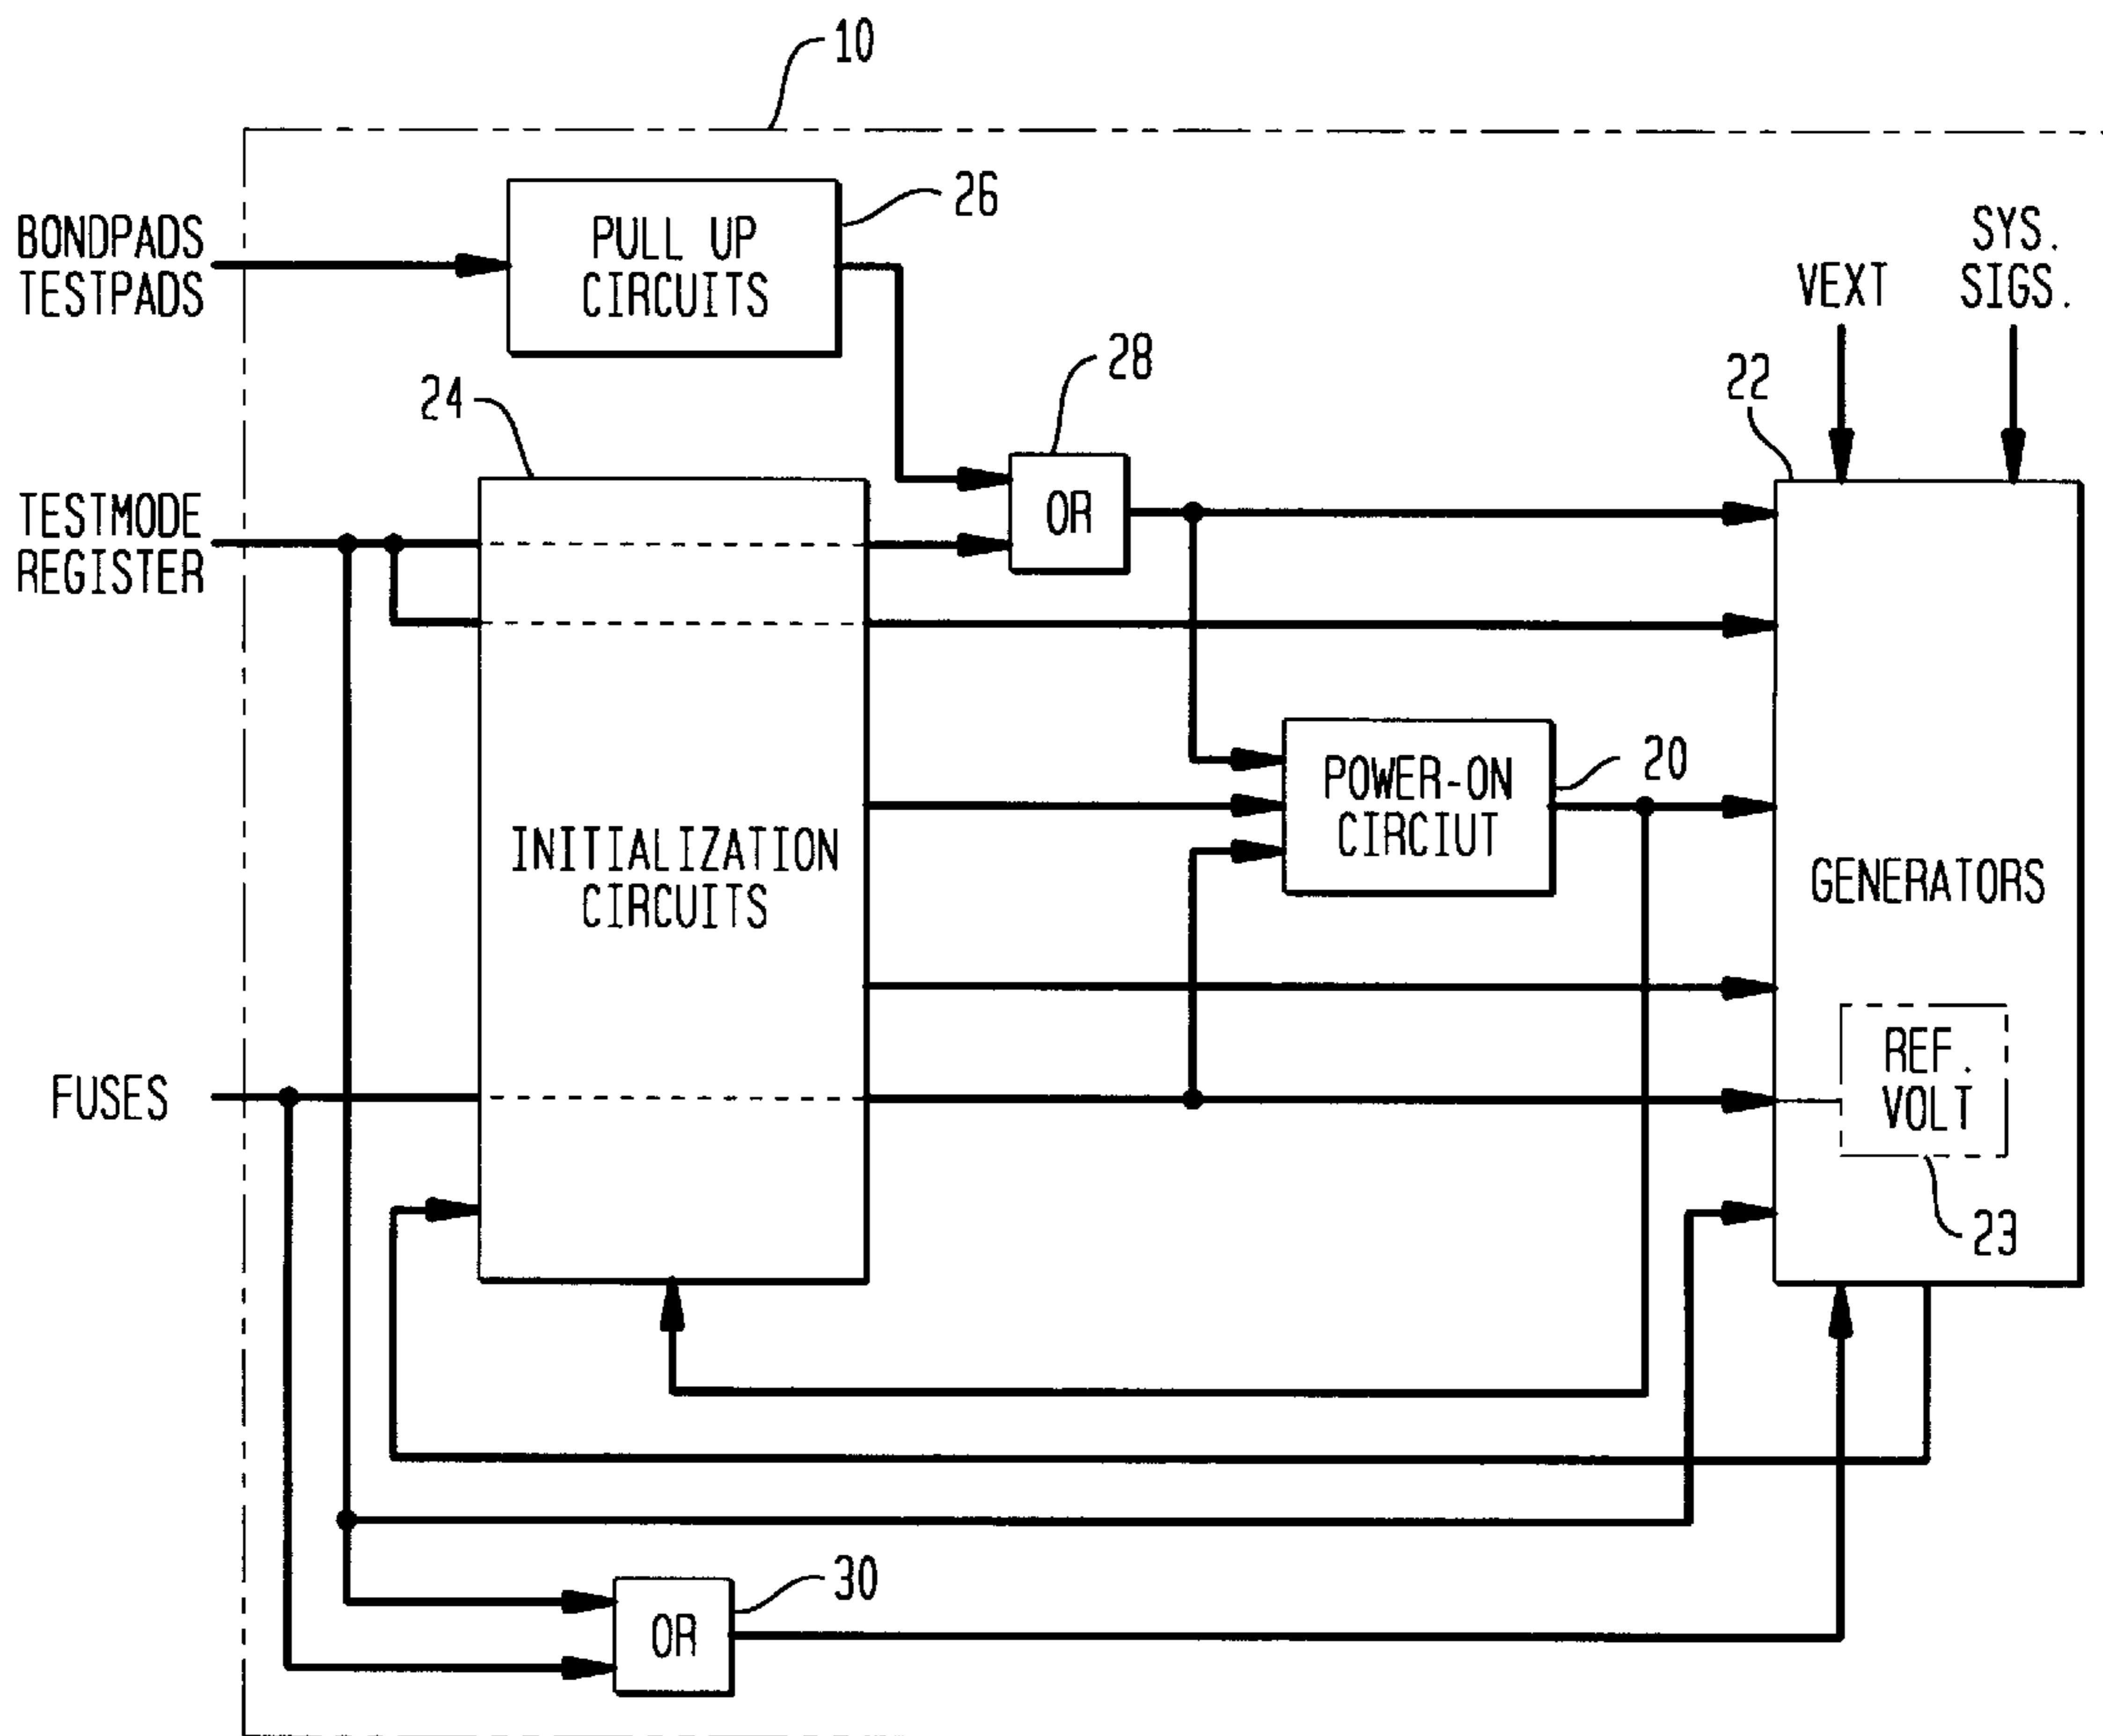 10
BONDPADS
TESTPADS
PULL UP
CIRCUITS
26
SYS.
SIGS.
VEXT
28
22
24
OR
TESTMODE
REGISTER
POWER-ON
CIRCIUT
20
INITIALIZATION
CIRCUITS
GENERATORS
REF.
VOLT
23
FUSES
30
OR